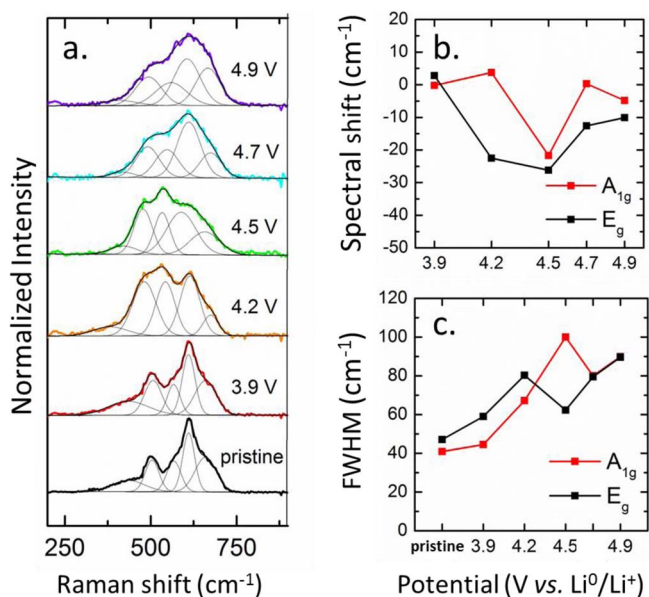 a.
4.9 V
4.7 V
4.5 V
4.2 V
3.9 V
pristine
Normalized Intensity
250 500 750
Raman shift (cm⁻¹)
b.
20
10
0
-10
-20
-30
-40
-50
Spectral shift (cm⁻¹)
A₁g
Eg
3.9 4.2 4.5 4.7 4.9
c.
120
100
80
60
40
20
0
FWHM (cm⁻¹)
A₁g
Eg
pristine 3.9 4.2 4.5 4.9
Potential (V vs. Li⁰/Li⁺)